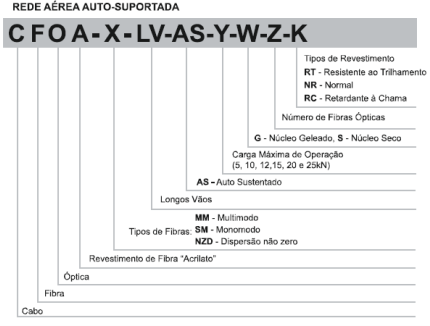 REDE AÉREA AUTO-SUPORTADA
CFOA-X-LV-AS-Y-W-Z-K
Tipos de Revestimento
RT - Resistente ao Trilhamento
NR - Normal
RC - Retardante à Chama
Número de Fibras Ópticas
G - Núcleo Geleado, S - Núcleo Seco
Carga Máxima de Operação
(5, 10, 12,15, 20 e 25kN)
AS - Auto Sustentado
Longos Vãos
MM - Multimodo
Tipos de Fibras: SM - Monomodo
NZD - Dispersão não zero
Revestimento de Fibra “Acrilato”
Óptica
Fibra
Cabo